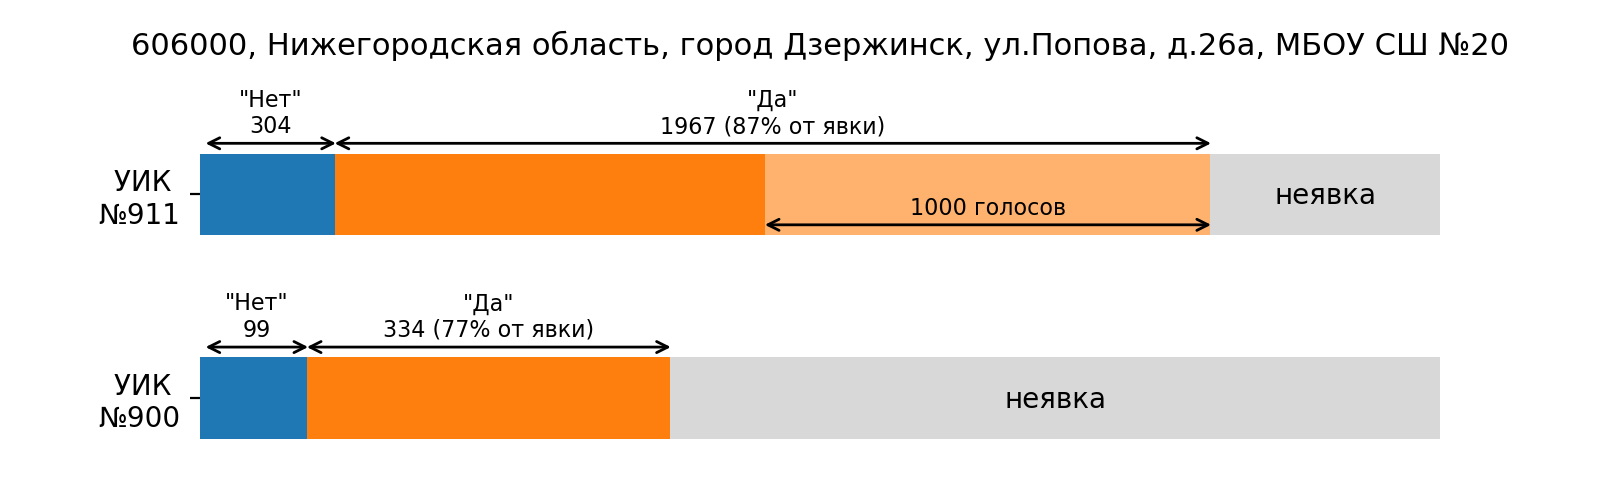 606000, Нижегородская область, город Дзержинск, ул.Попова, д.26а, МБОУ СШ №20
"Нет"
304
"Да"
1967 (87% от явки)
УИК
№911
1000 голосов
неявка
"Нет"
99
"Да"
334 (77% от явки)
УИК
№900
неявка